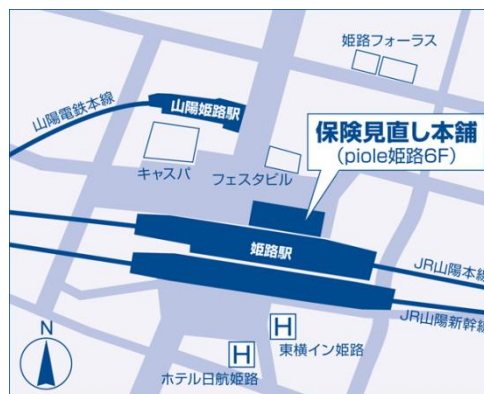 姫路フォーラス
山陽電鉄本線
山陽姫路駅
保険見直し本舗
(piole姫路6F)
キャスパ
フェスタビル
姫路駅
JR山陽本線
JR山陽新幹線
N
H
東横イン姫路
H
ホテル日航姫路